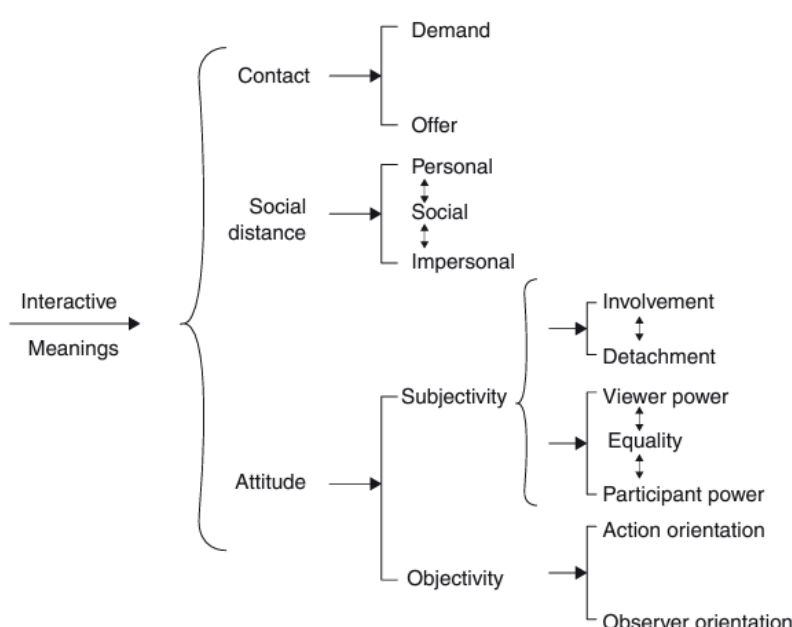 Demand
Contact
Offer
Personal
Social
distance
Social
Impersonal
Interactive
Meanings
Involvement
Detachment
Subjectivity
Viewer power
Equality
Participant power
Attitude
Action orientation
Objectivity
Observer orientation